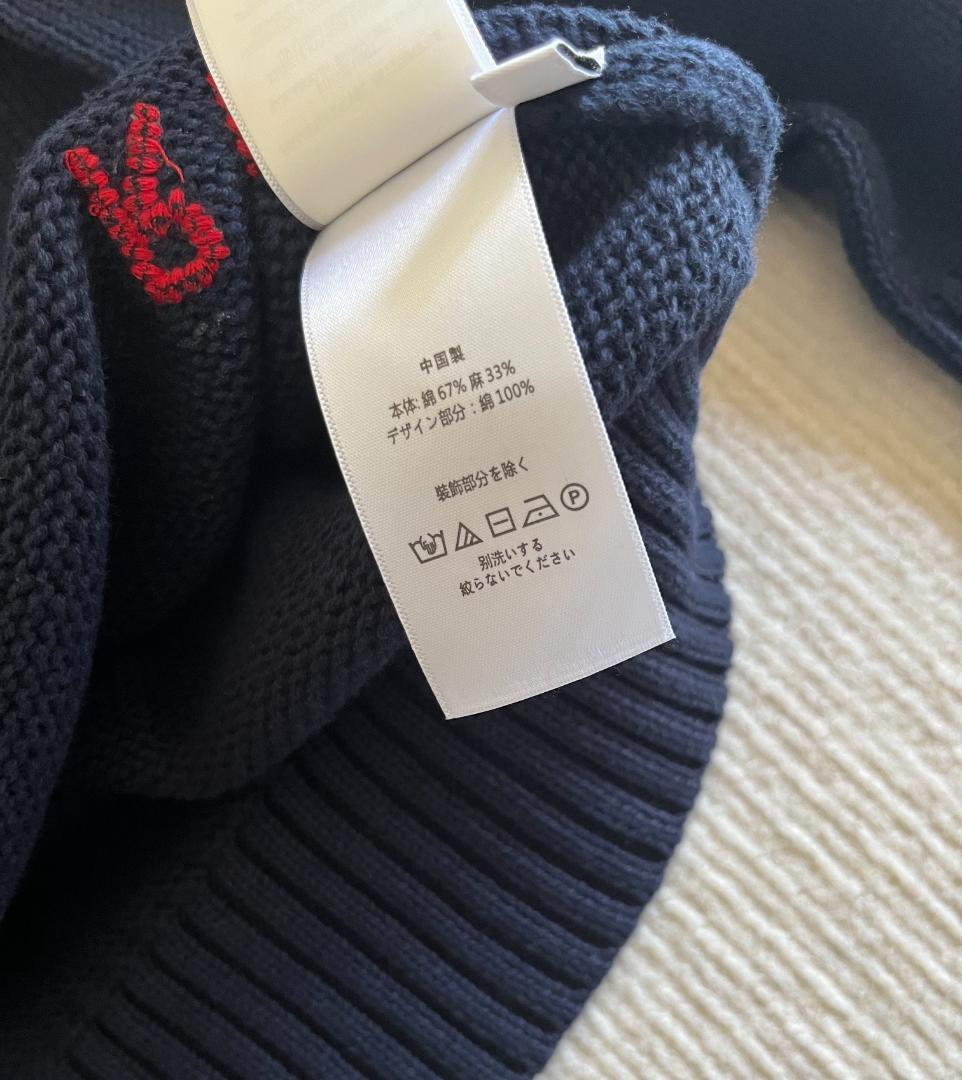 中国製
本体: 綿 67% 麻 33%
デザイン部分 : 綿 100%
装飾部分を除く
P
別洗いする
絞らないでください